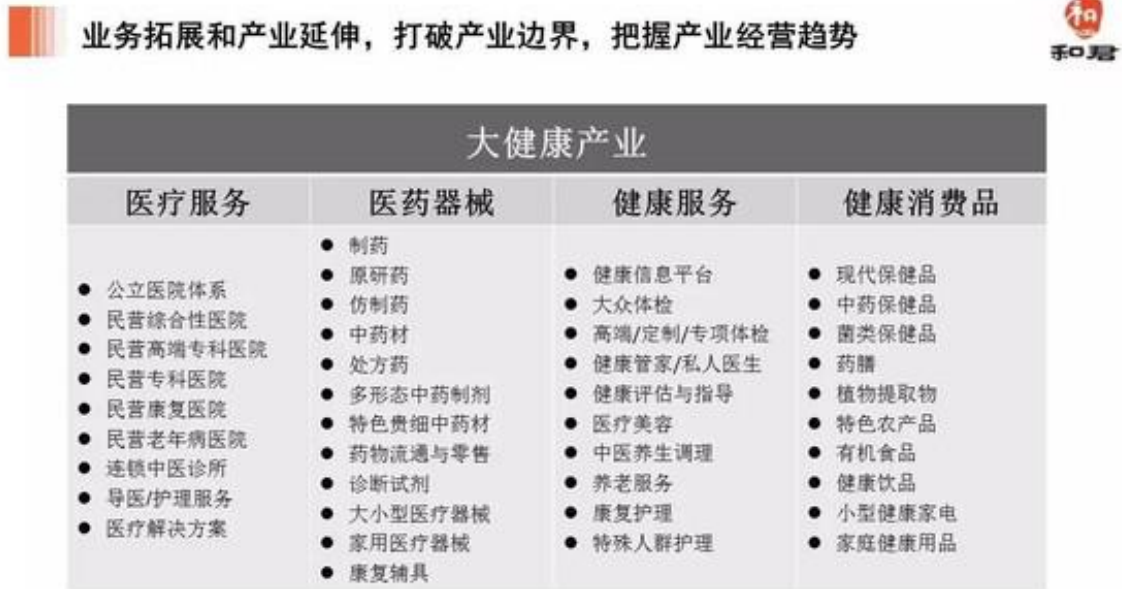 业务拓展和产业延伸，打破产业边界，把握产业经营趋势
和
和君
大健康产业
医疗服务
● 公立医院体系
● 民营综合性医院
● 民营高端专科医院
● 民营专科医院
● 民营康复医院
● 民营老年病医院
● 连锁中医诊所
● 导医/护理服务
● 医疗解决方案
医药器械
● 制药
● 原研药
● 仿制药
● 中药材
● 处方药
● 多形态中药制剂
● 特色贵细中药材
● 药物流通与零售
● 诊断试剂
● 大小型医疗器械
● 家用医疗器械
● 康复辅具
健康服务
● 健康信息平台
● 大众体检
● 高端/定制/专项体检
● 健康管家/私人医生
● 健康评估与指导
● 医疗美容
● 中医养生调理
● 养老服务
● 康复护理
● 特殊人群护理
健康消费品
● 现代保健品
● 中药保健品
● 菌类保健品
● 药膳
● 植物提取物
● 特色农产品
● 有机食品
● 健康饮品
● 小型健康家电
● 家庭健康用品